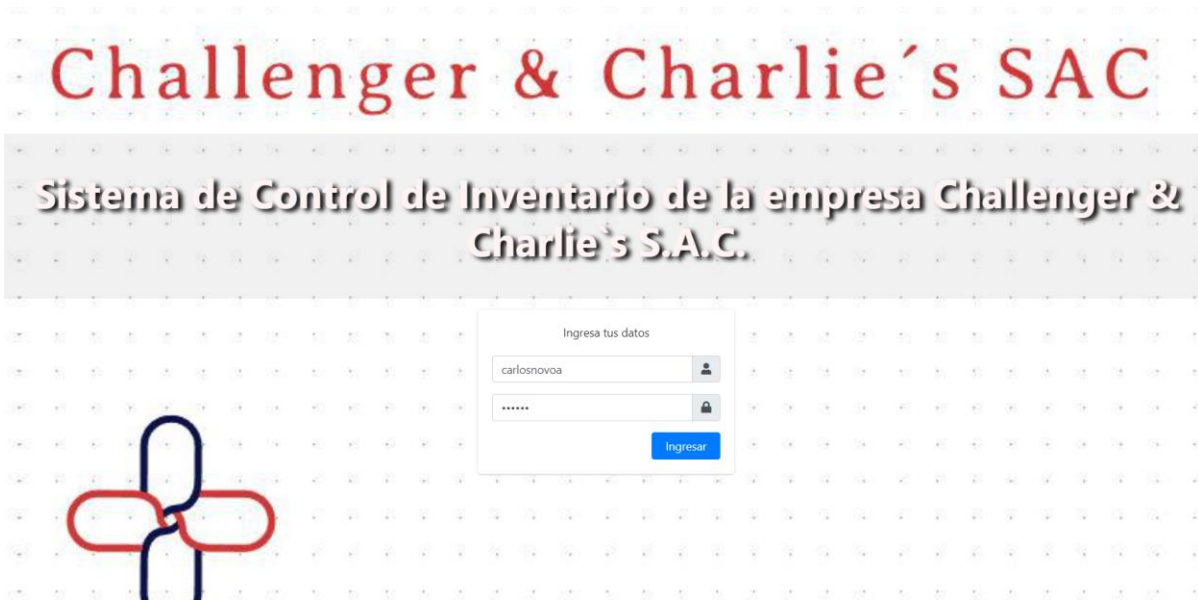 Challenger & Charlie´s SAC
Sistema de Control de Inventario de la empresa Challenger &
Charlie`s S.A.C.
Ingresa tus datos
carlosnovoa
••••••
Ingresar